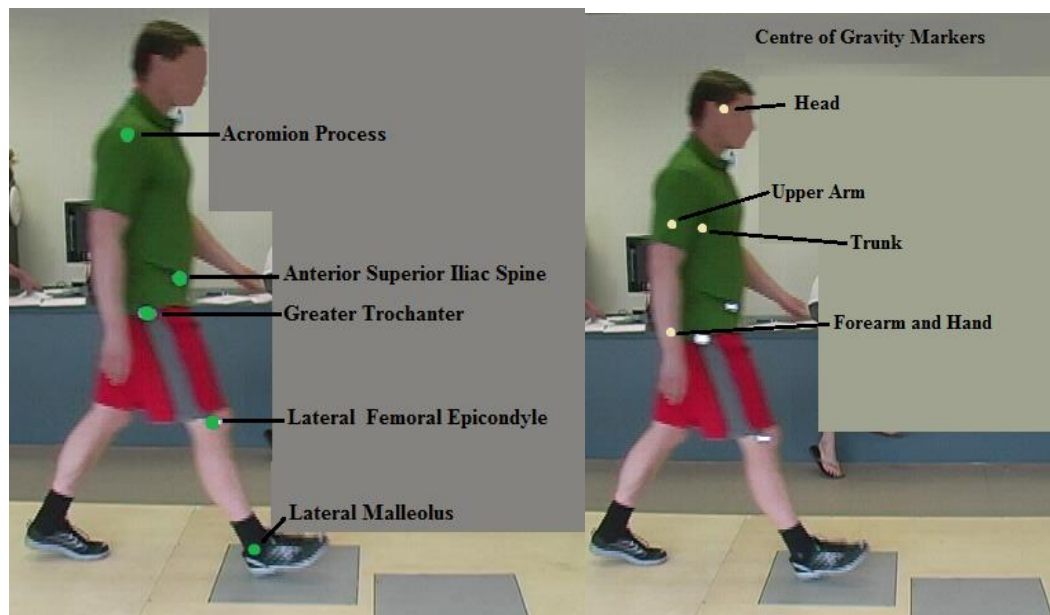 Acromion Process
Anterior Superior Iliac Spine
Greater Trochanter
Lateral Femoral Epicondyle
Lateral Malleolus
Centre of Gravity Markers
Head
Upper Arm
Trunk
Forearm and Hand